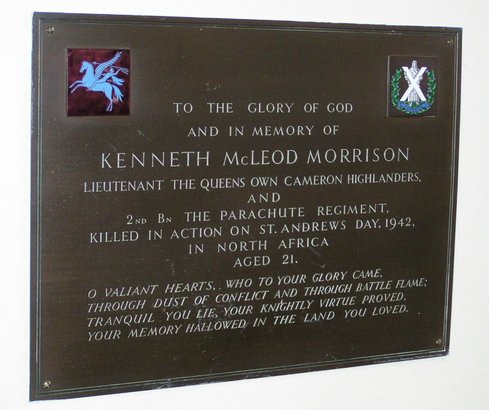 TO THE GLORY OF GOD
AND IN MEMORY OF
KENNETH McLEOD MORRISON
LIEUTENANT THE QUEENS OWN CAMERON HIGHLANDERS,
AND
2ND BN THE PARACHUTE REGIMENT,
KILLED IN ACTION ON ST. ANDREWS DAY, 1942,
IN NORTH AFRICA
AGED 21.
O VALIANT HEARTS, WHO TO YOUR GLORY CAME,
THROUGH DUST OF CONFLICT AND THROUGH BATTLE FLAME;
TRANQUIL YOU LIE, YOUR KNIGHTLY VIRTUE PROVED,
YOUR MEMORY HALLOWED IN THE LAND YOU LOVED.